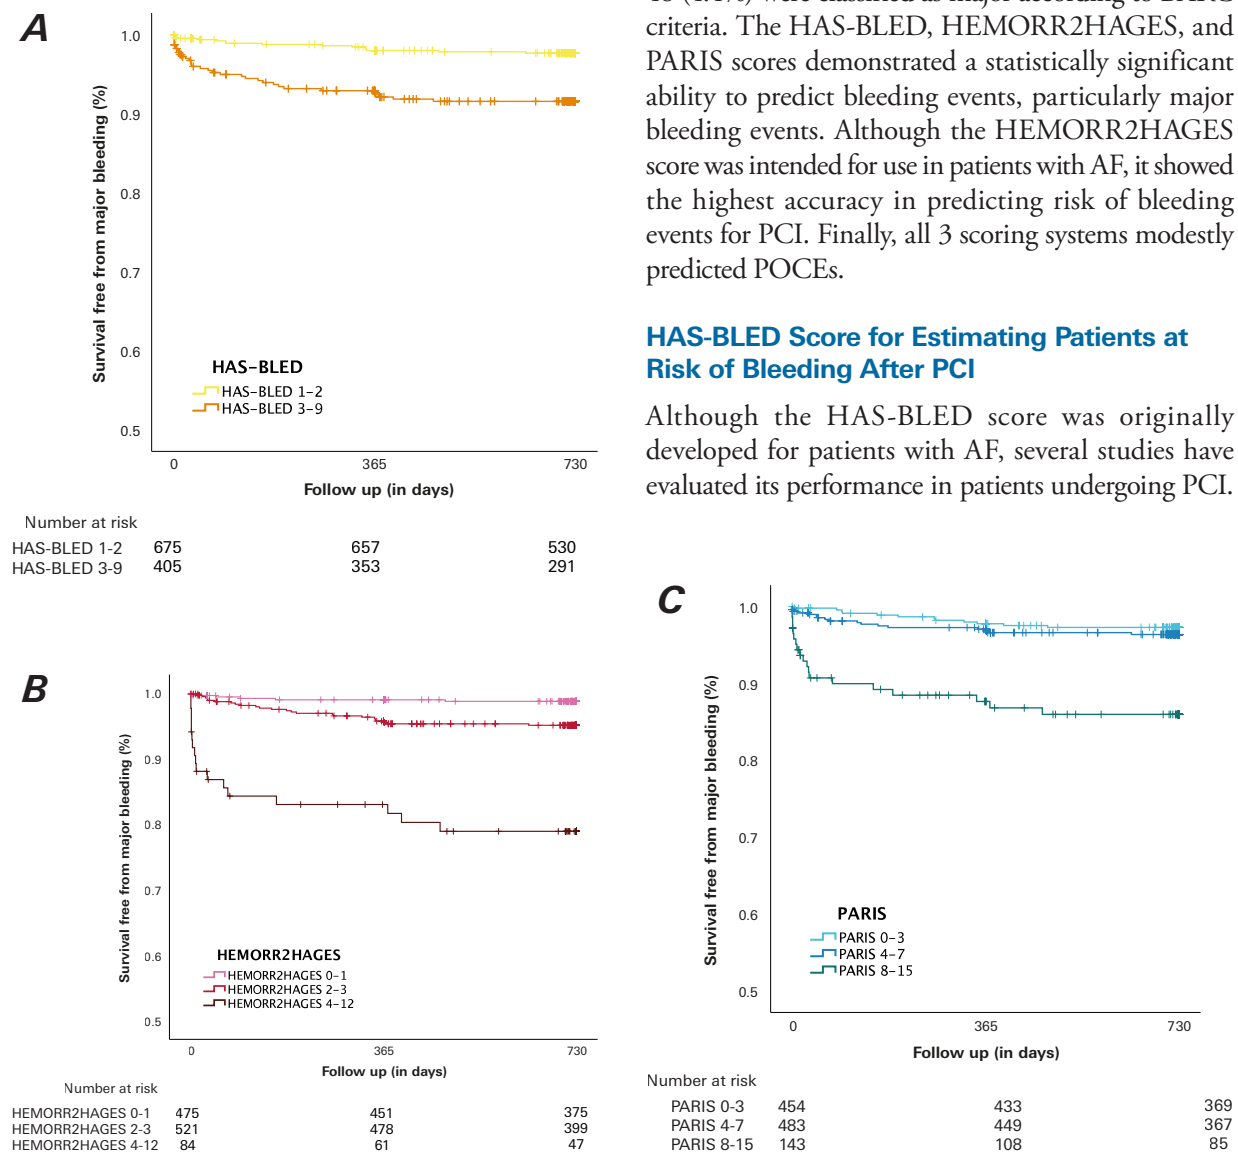 A
1.0
0.9
0.8
0.7
0.6
0.5
Survival free from major bleeding (%)
HAS-BLED
HAS-BLED 1-2
HAS-BLED 3-9
0 365 730
Follow up (in days)
Number at risk
HAS-BLED 1-2 675 657 530
HAS-BLED 3-9 405 353 291
criteria. The HAS-BLED, HEMORR2HAGES, and
PARIS scores demonstrated a statistically significant
ability to predict bleeding events, particularly major
bleeding events. Although the HEMORR2HAGES
score was intended for use in patients with AF, it showed
the highest accuracy in predicting risk of bleeding
events for PCI. Finally, all 3 scoring systems modestly
predicted POCEs.
HAS-BLED Score for Estimating Patients at
Risk of Bleeding After PCI
Although the HAS-BLED score was originally
developed for patients with AF, several studies have
evaluated its performance in patients undergoing PCI.
B
1.0
0.9
0.8
0.7
0.6
0.5
Survival free from major bleeding (%)
HEMORR2HAGES
HEMORR2HAGES 0-1
HEMORR2HAGES 2-3
HEMORR2HAGES 4-12
0 365 730
Follow up (in days)
Number at risk
HEMORR2HAGES 0-1 475 451 375
HEMORR2HAGES 2-3 521 478 399
HEMORR2HAGES 4-12 84 61 47
C
1.0
0.9
0.8
0.7
0.6
0.5
Survival free from major bleeding (%)
PARIS
PARIS 0-3
PARIS 4-7
PARIS 8-15
0 365 730
Follow up (in days)
Number at risk
PARIS 0-3 454 433 369
PARIS 4-7 483 449 367
PARIS 8-15 143 108 85